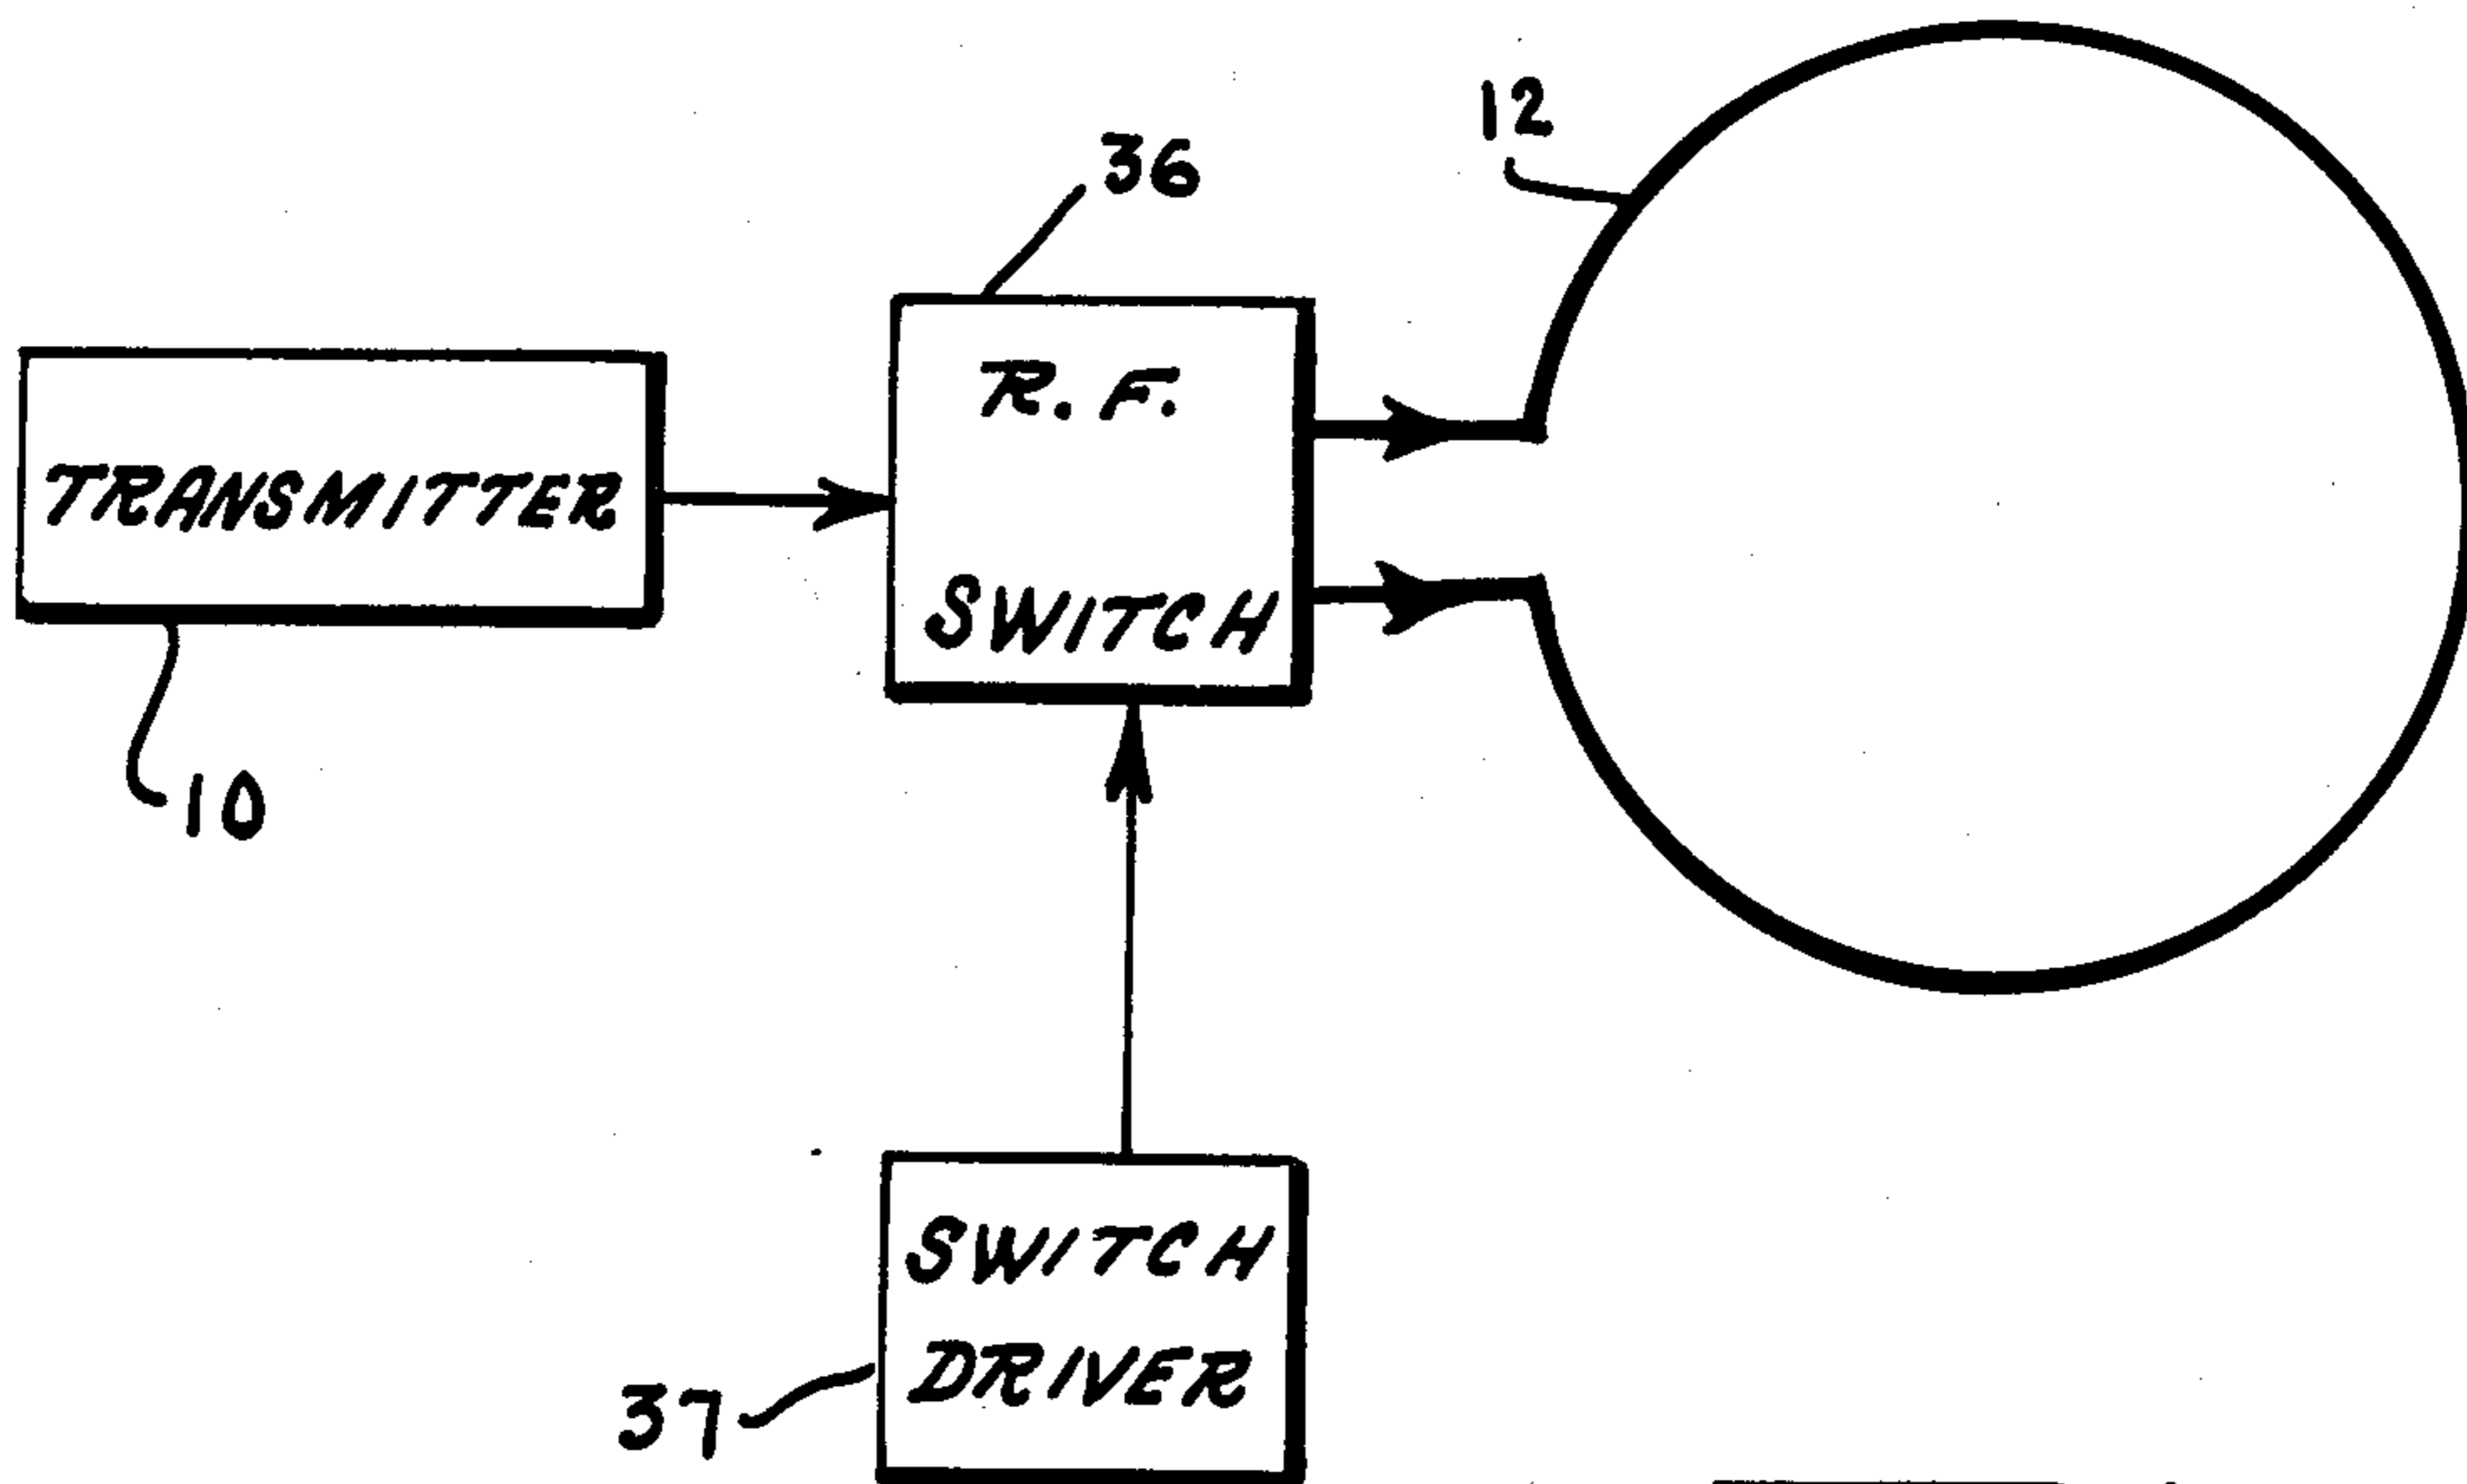 12
36
R. F.
SWITCH
TRANSMITTER
10
SWITCH
DRIVER
37